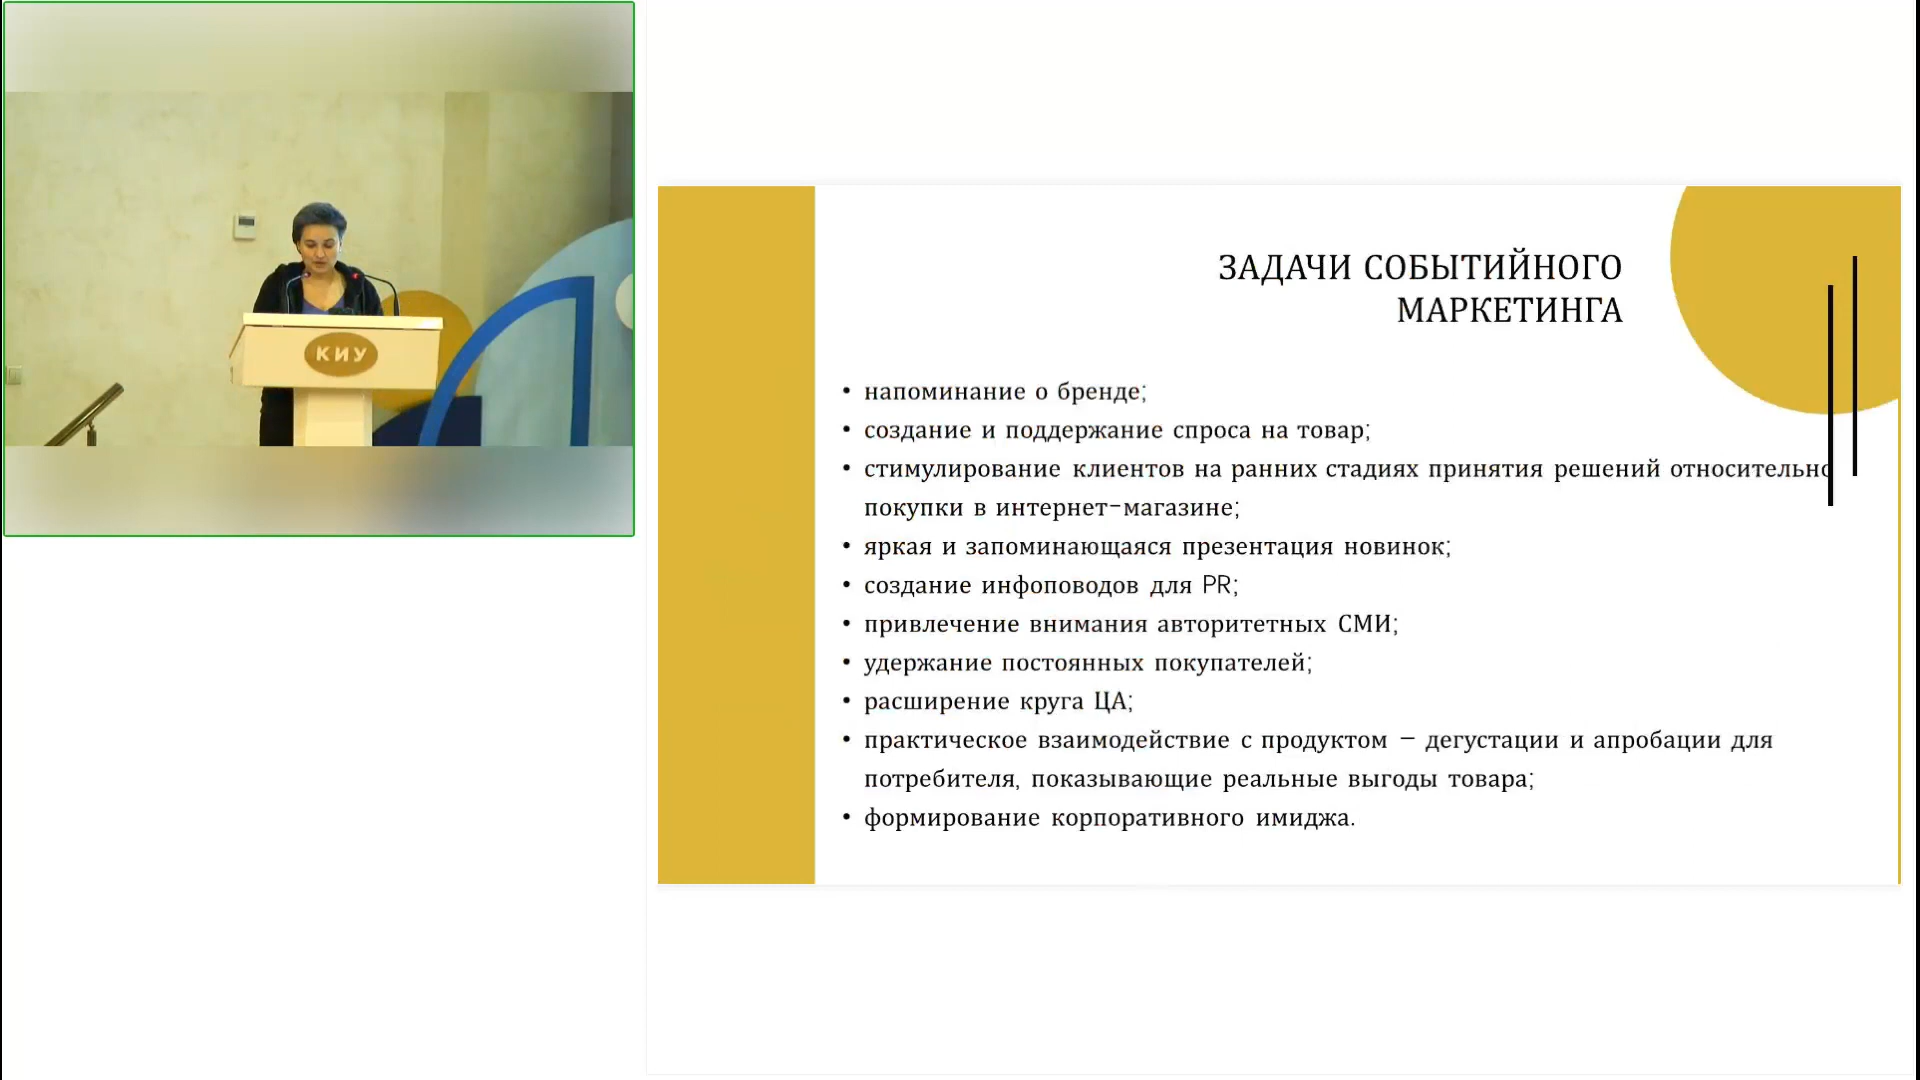 КИУ
ЗАДАЧИ СОБЫТИЙНОГО
МАРКЕТИНГА
• напоминание о бренде;
• создание и поддержание спроса на товар;
• стимулирование клиентов на ранних стадиях принятия решений относительно
покупки в интернет-магазине;
• яркая и запоминающаяся презентация новинок;
• создание инфоповодов для PR;
• привлечение внимания авторитетных СМИ;
• удержание постоянных покупателей;
• расширение круга ЦА;
• практическое взаимодействие с продуктом – дегустации и апробации для
потребителя, показывающие реальные выгоды товара;
• формирование корпоративного имиджа.